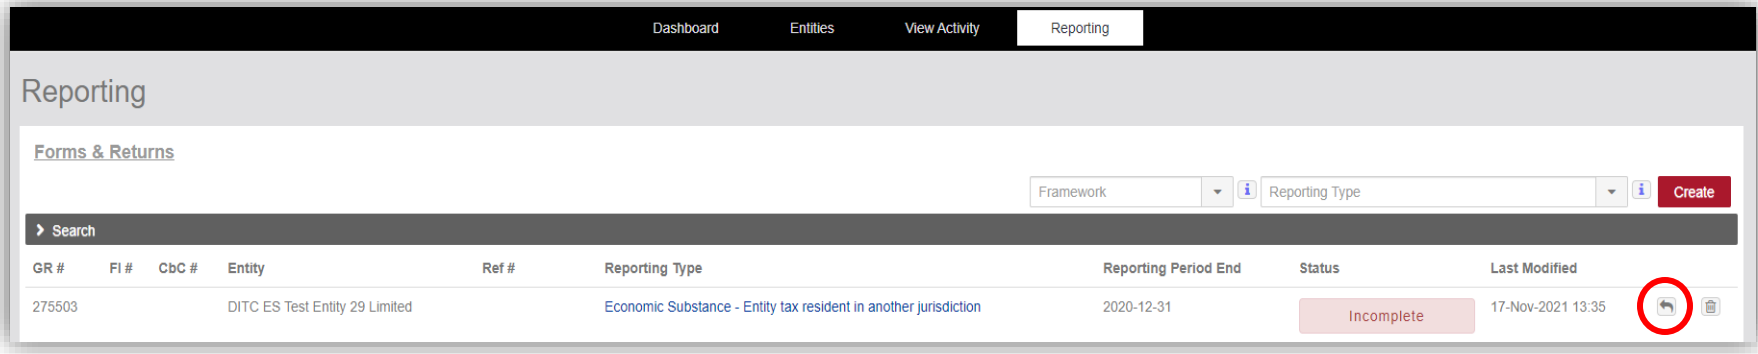 Dashboard Entities View Activity Reporting
Reporting
Forms & Returns
Framework i Reporting Type i Create
Search
GR # FI # CbC # Entity Ref # Reporting Type Reporting Period End Status Last Modified
275503 DITC ES Test Entity 29 Limited Economic Substance - Entity tax resident in another jurisdiction 2020-12-31 Incomplete 17-Nov-2021 13:35